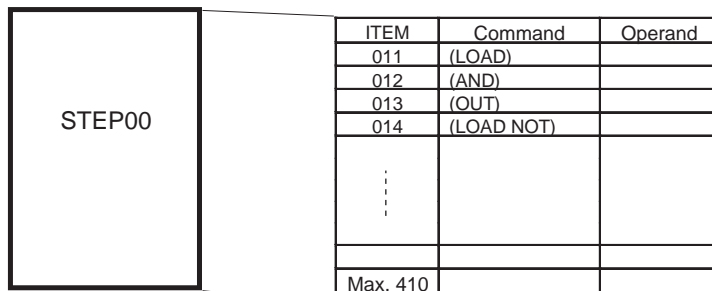 STEP00
ITEM Command Operand
011 (LOAD)
012 (AND)
013 (OUT)
014 (LOAD NOT)
Max. 410